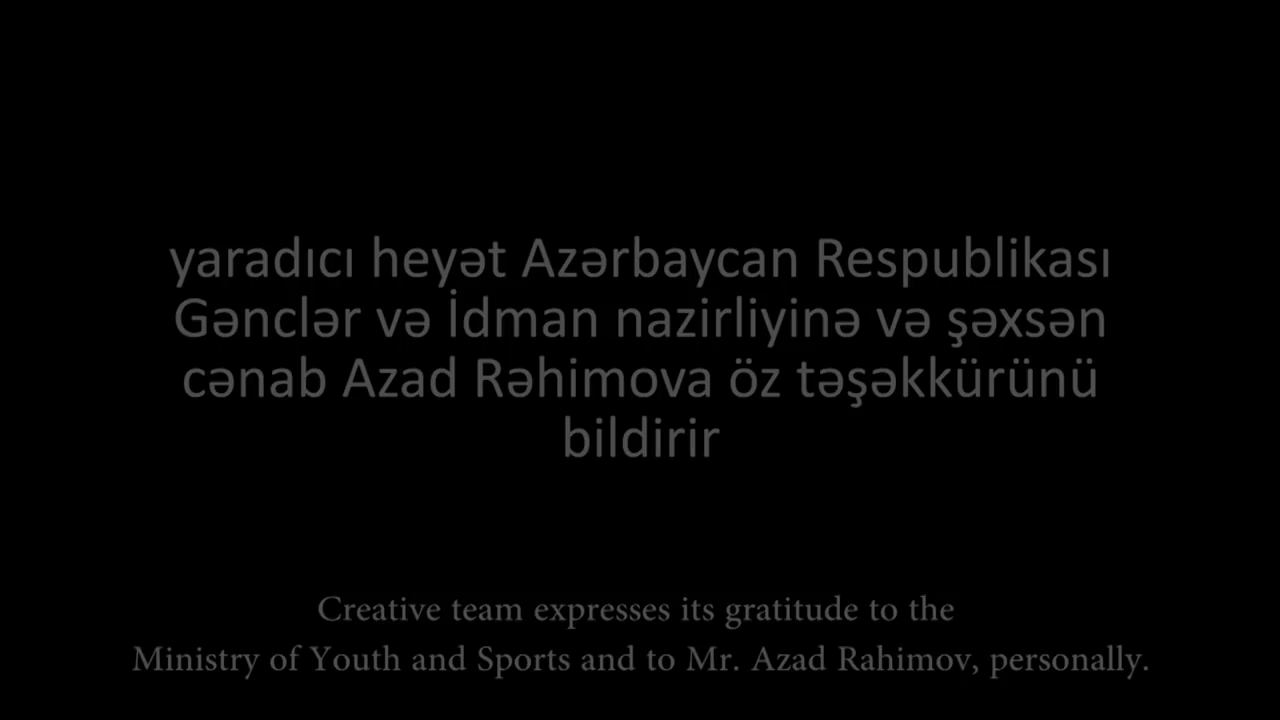 yaradıcı heyət Azərbaycan Respublikası
Gənclər və İdman nazirliyinə və şəxsən
cənab Azad Rəhimova öz təşəkkürünü
bildirir
Creative team expresses its gratitude to the
Ministry of Youth and Sports and to Mr. Azad Rahimov, personally.